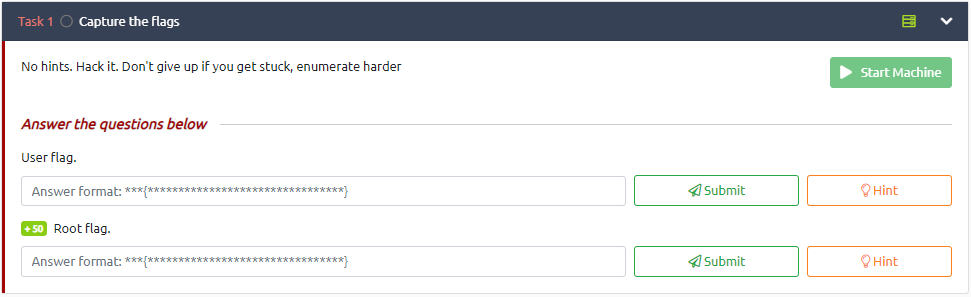 Task 1 Capture the flags
No hints. Hack it. Don't give up if you get stuck, enumerate harder
Start Machine
Answer the questions below
User flag.
Answer format: ***{********************************}
Submit
Hint
+50 Root flag.
Answer format: ***{********************************}
Submit
Hint